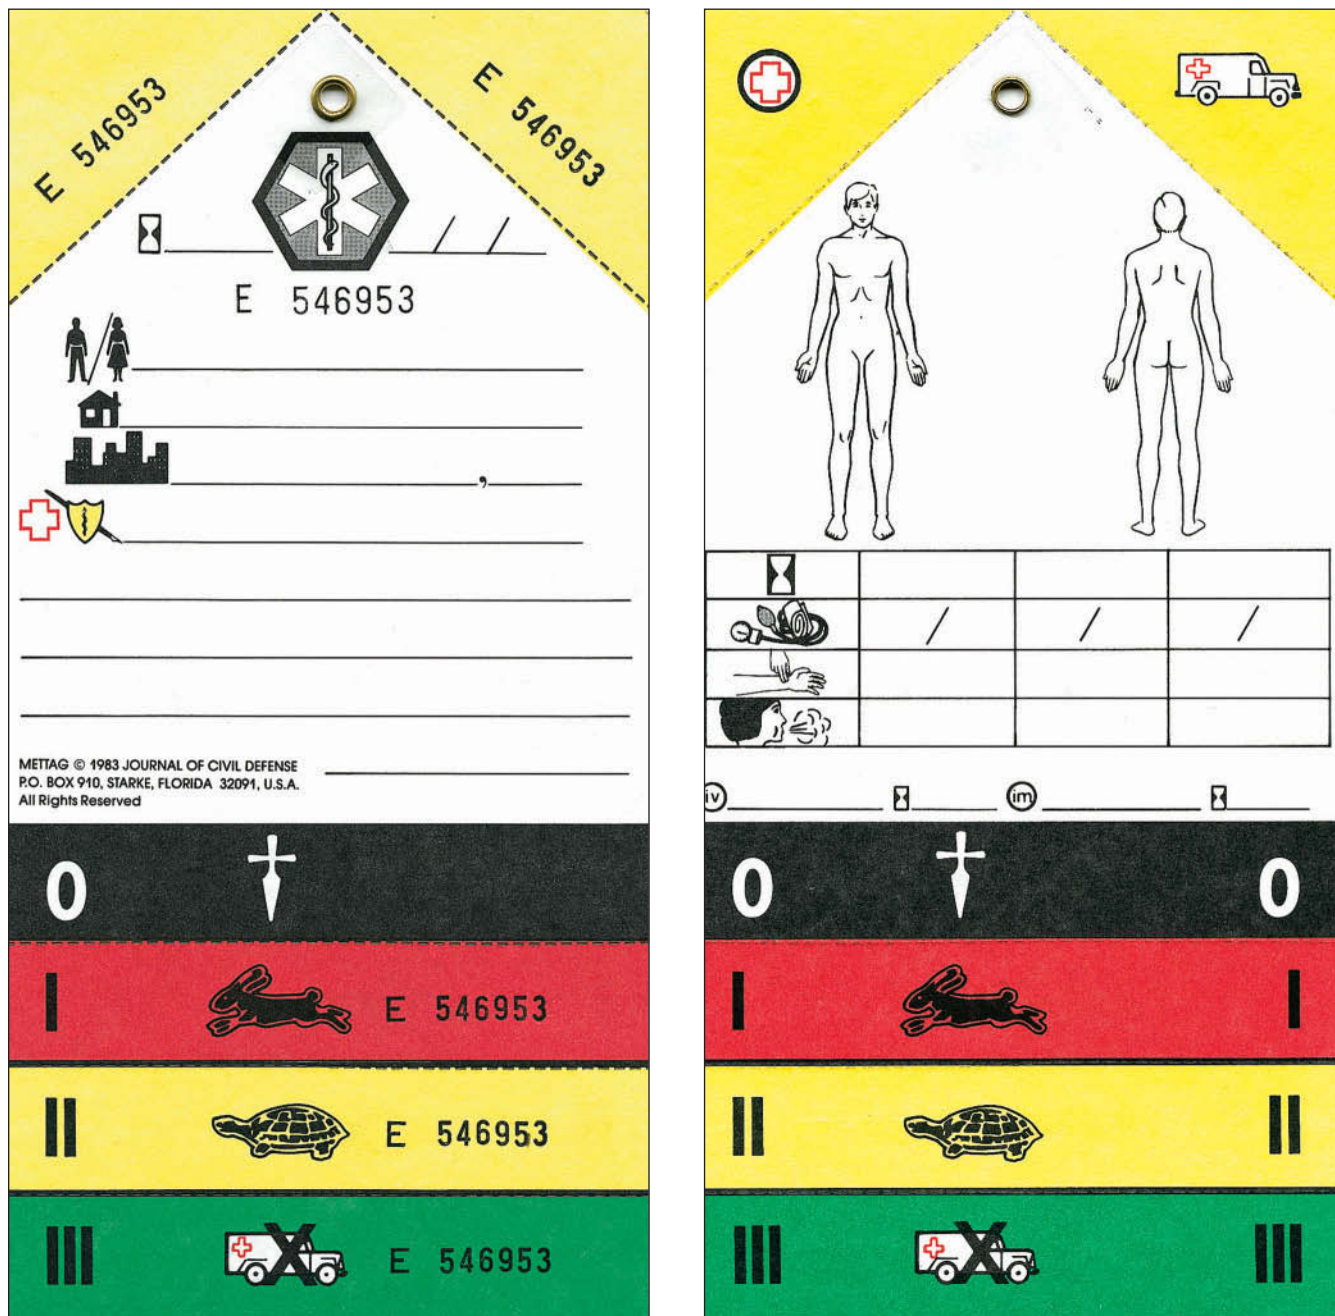 E 546953
E 546953
E 546953
METTAG © 1983 JOURNAL OF CIVIL DEFENSE
P.O. BOX 910, STARKE, FLORIDA 32091, U.S.A.
All Rights Reserved
0
I E 546953
II E 546953
III E 546953
/ / /
iv im
0 0
I I
II II
III III